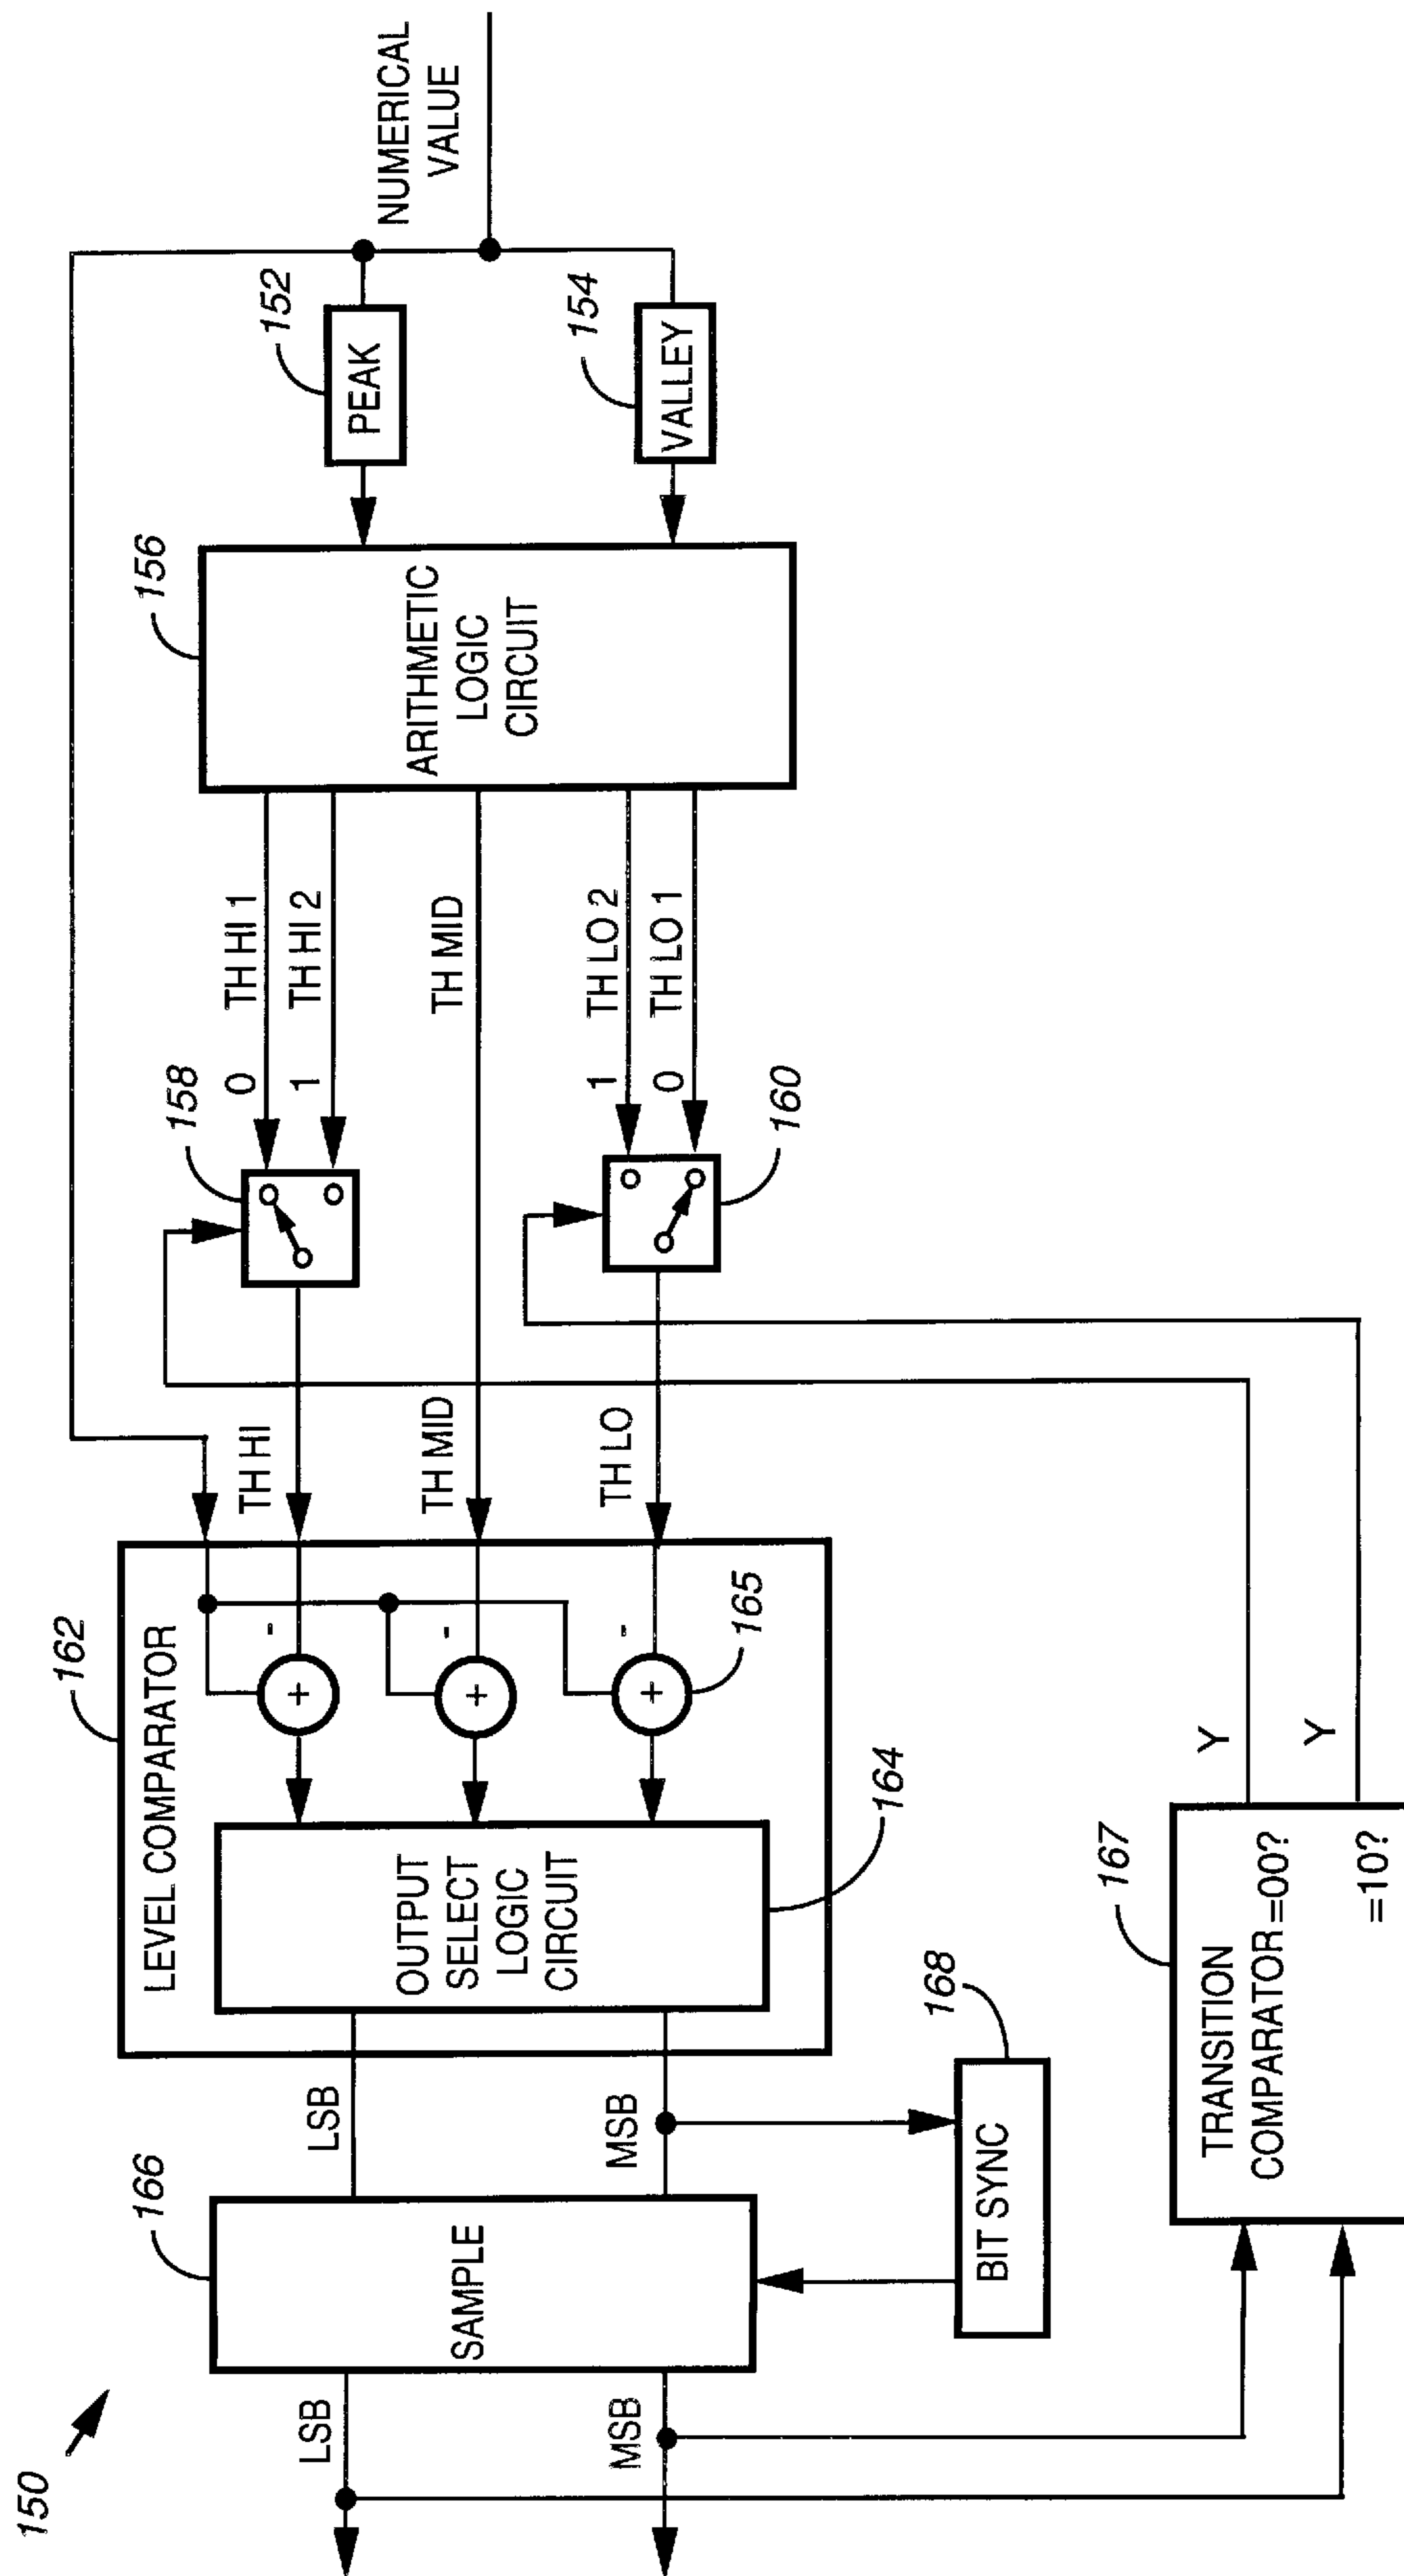 150
NUMERICAL
VALUE
152
PEAK
154
VALLEY
156
ARITHMETIC
LOGIC
CIRCUIT
0 TH HI 1
1 TH HI 2
TH MID
1 TH LO 2
0 TH LO 1
158
160
TH HI
TH MID
TH LO
162
LEVEL COMPARATOR
-
-
-
+
+
+
165
OUTPUT
SELECT
LOGIC
CIRCUIT
164
LSB
MSB
166
SAMPLE
168
BIT SYNC
LSB
MSB
167
TRANSITION
COMPARATOR =00?
=10?
Y
Y